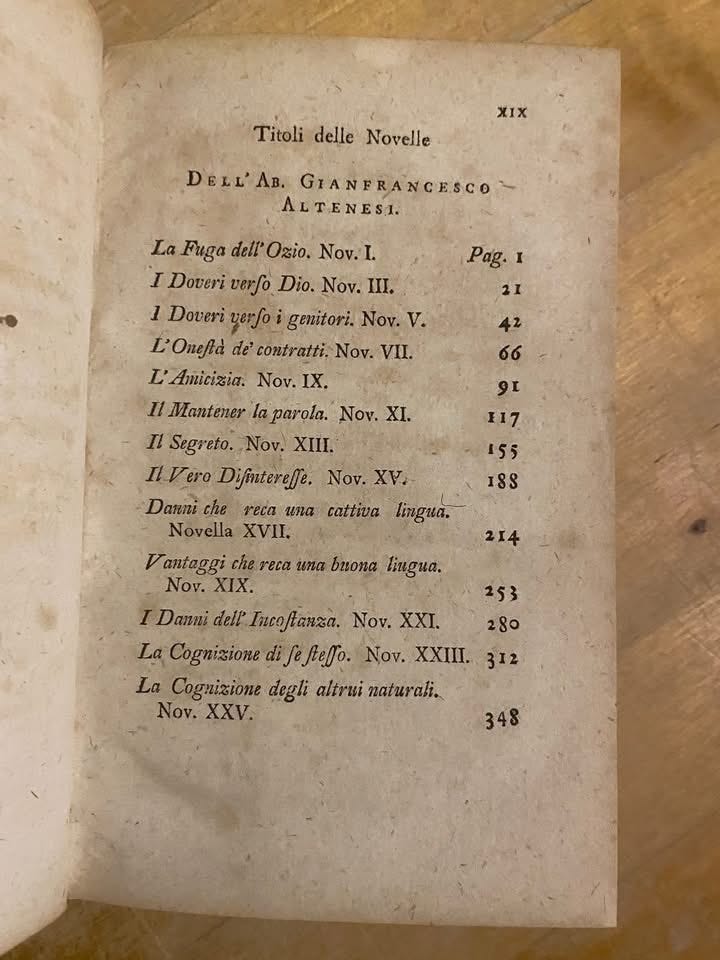 XIX
Titoli delle Novelle
DELL' AB. GIANFRANCESCO
ALTENESI.
La Fuga dell'Ozio. Nov. I. Pag. 1
I Doveri verſo Dio. Nov. III. 21
I Doveri verſo i genitori. Nov. V. 42
L'Oneſtà de' contratti. Nov. VII. 66
L'Amicizia. Nov. IX. 91
Il Mantener la parola. Nov. XI. 117
Il Segreto. Nov. XIII. 155
Il Vero Diſintereſſe. Nov. XV. 188
Danni che reca una cattiva lingua.
Novella XVII. 214
Vantaggi che reca una buona liugua.
Nov. XIX. 253
I Danni dell' Incoſtanza. Nov. XXI. 280
La Cognizione di ſe ſteſſo. Nov. XXIII. 312
La Cognizione degli altrui naturali.
Nov. XXV. 348